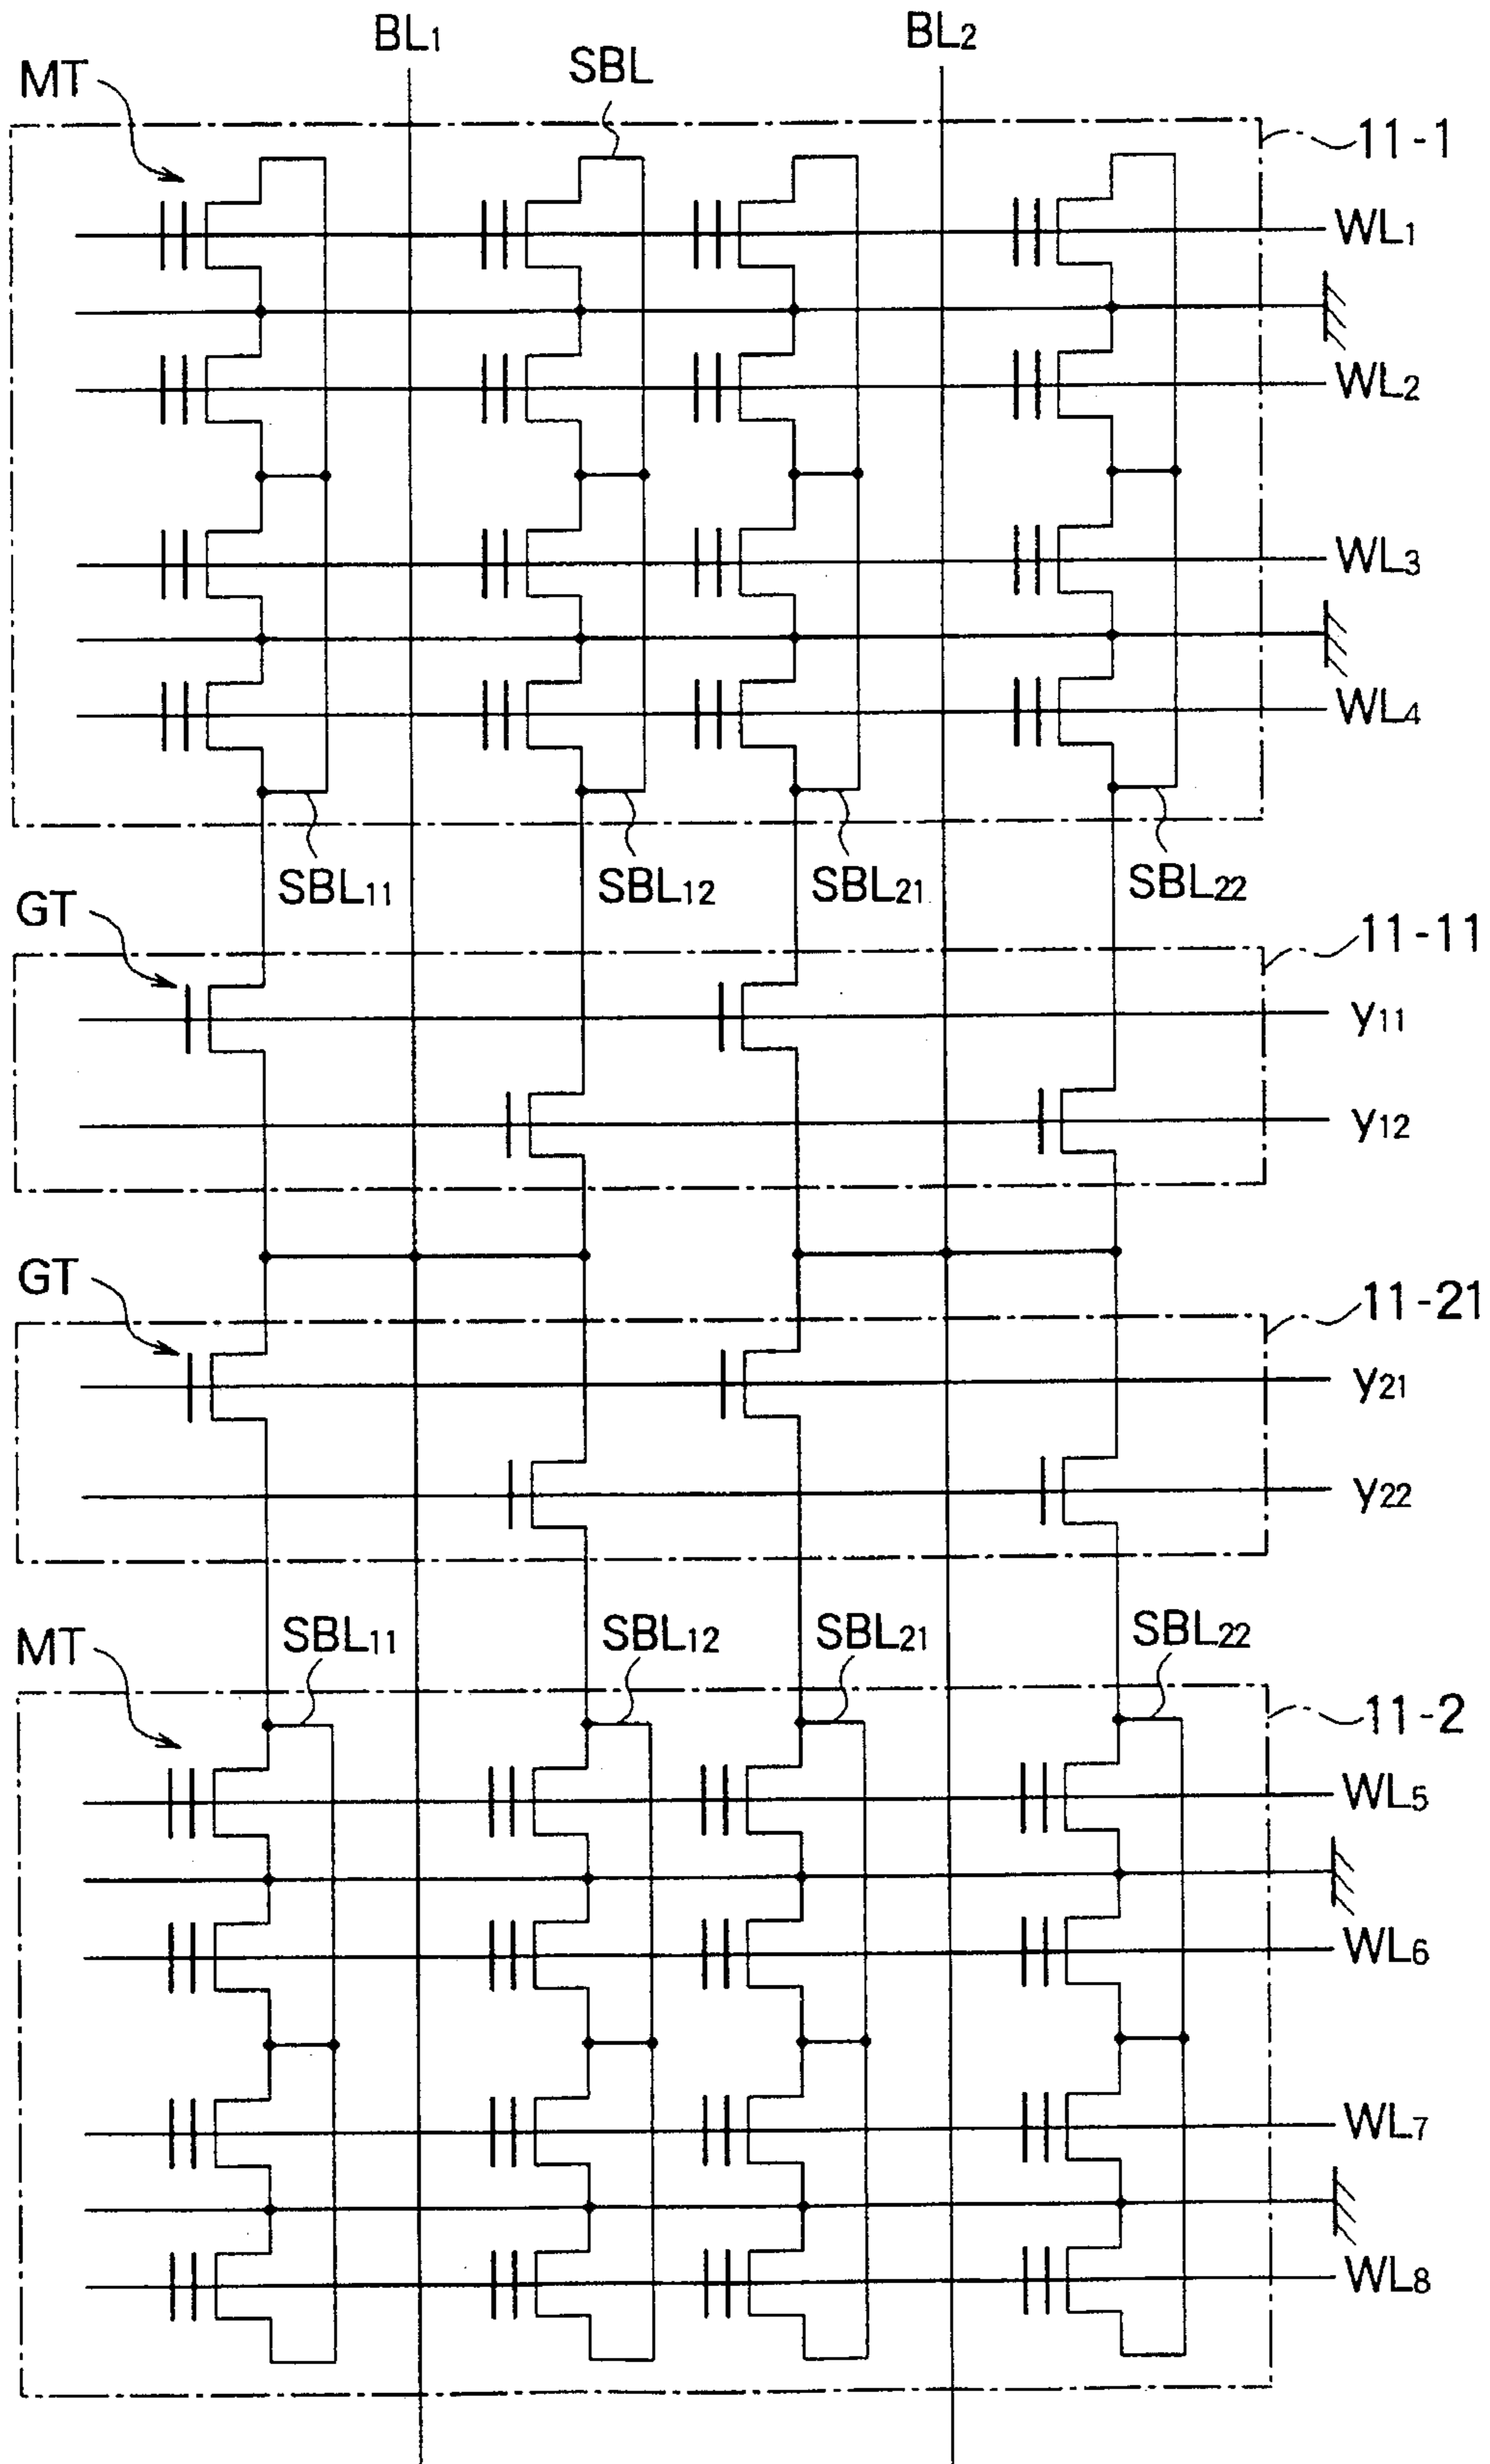 BL₁
BL₂
MT
SBL
11-1
WL₁
WL₂
WL₃
WL₄
SBL₁₁
SBL₁₂
SBL₂₁
SBL₂₂
GT
11-11
y₁₁
y₁₂
GT
11-21
y₂₁
y₂₂
MT
SBL₁₁
SBL₁₂
SBL₂₁
SBL₂₂
11-2
WL₅
WL₆
WL₇
WL₈